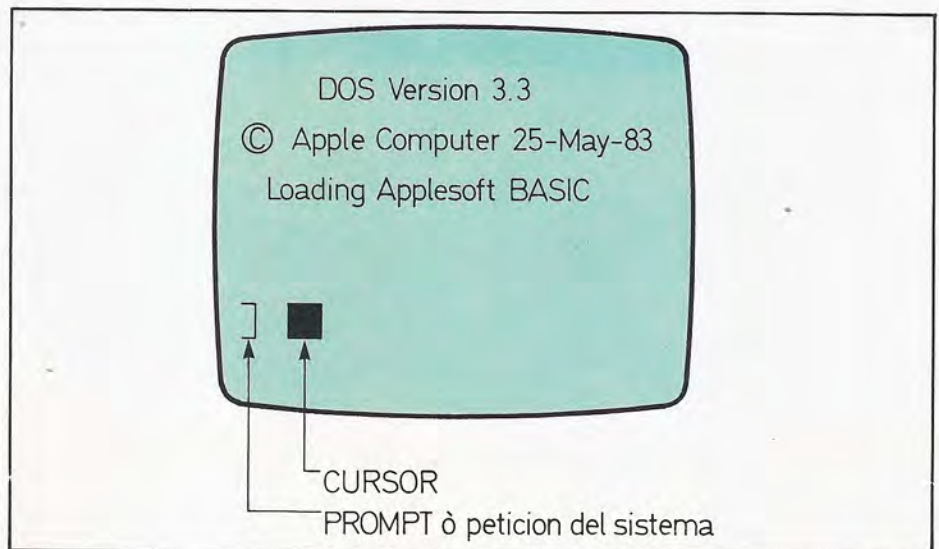 DOS Version 3.3
© Apple Computer 25-May-83
Loading Applesoft BASIC
]
CURSOR
PROMPT ò peticion del sistema